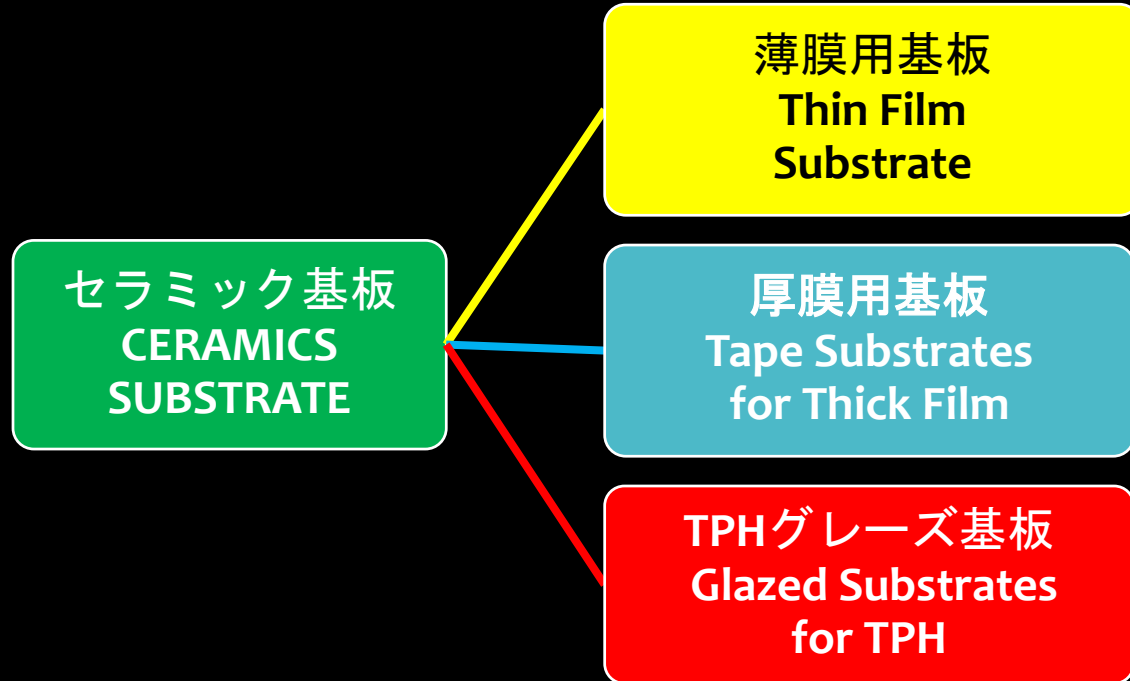 セラミック基板
CERAMICS
SUBSTRATE
薄膜用基板
Thin Film
Substrate
厚膜用基板
Tape Substrates
for Thick Film
TPHグレーズ基板
Glazed Substrates
for TPH